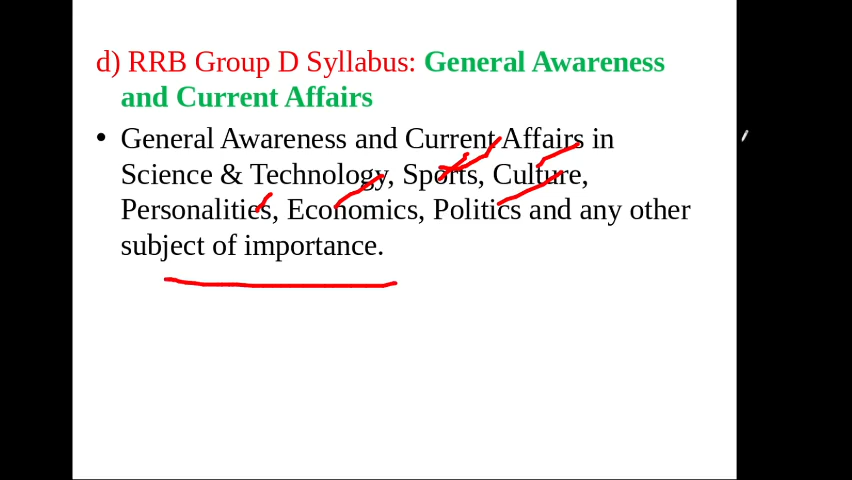 d) RRB Group D Syllabus: General Awareness
and Current Affairs
• General Awareness and Current Affairs in
Science & Technology, Sports, Culture,
Personalities, Economics, Politics and any other
subject of importance.